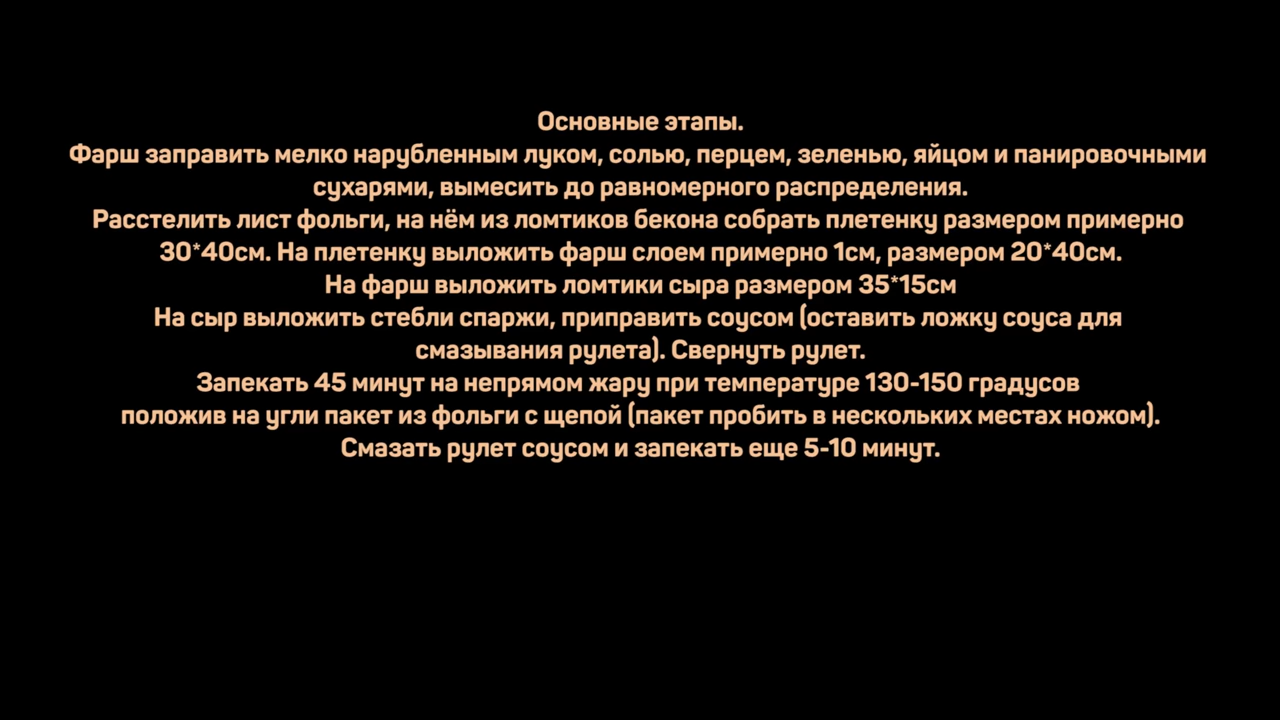 Основные этапы.
Фарш заправить мелко нарубленным луком, солью, перцем, зеленью, яйцом и панировочными
сухарями, вымесить до равномерного распределения.
Расстелить лист фольги, на нём из ломтиков бекона собрать плетенку размером примерно
30*40см. На плетенку выложить фарш слоем примерно 1см, размером 20*40см.
На фарш выложить ломтики сыра размером 35*15см
На сыр выложить стебли спаржи, приправить соусом (оставить ложку соуса для
смазывания рулета). Свернуть рулет.
Запекать 45 минут на непрямом жару при температуре 130-150 градусов
положив на угли пакет из фольги с щепой (пакет пробить в нескольких местах ножом).
Смазать рулет соусом и запекать еще 5-10 минут.